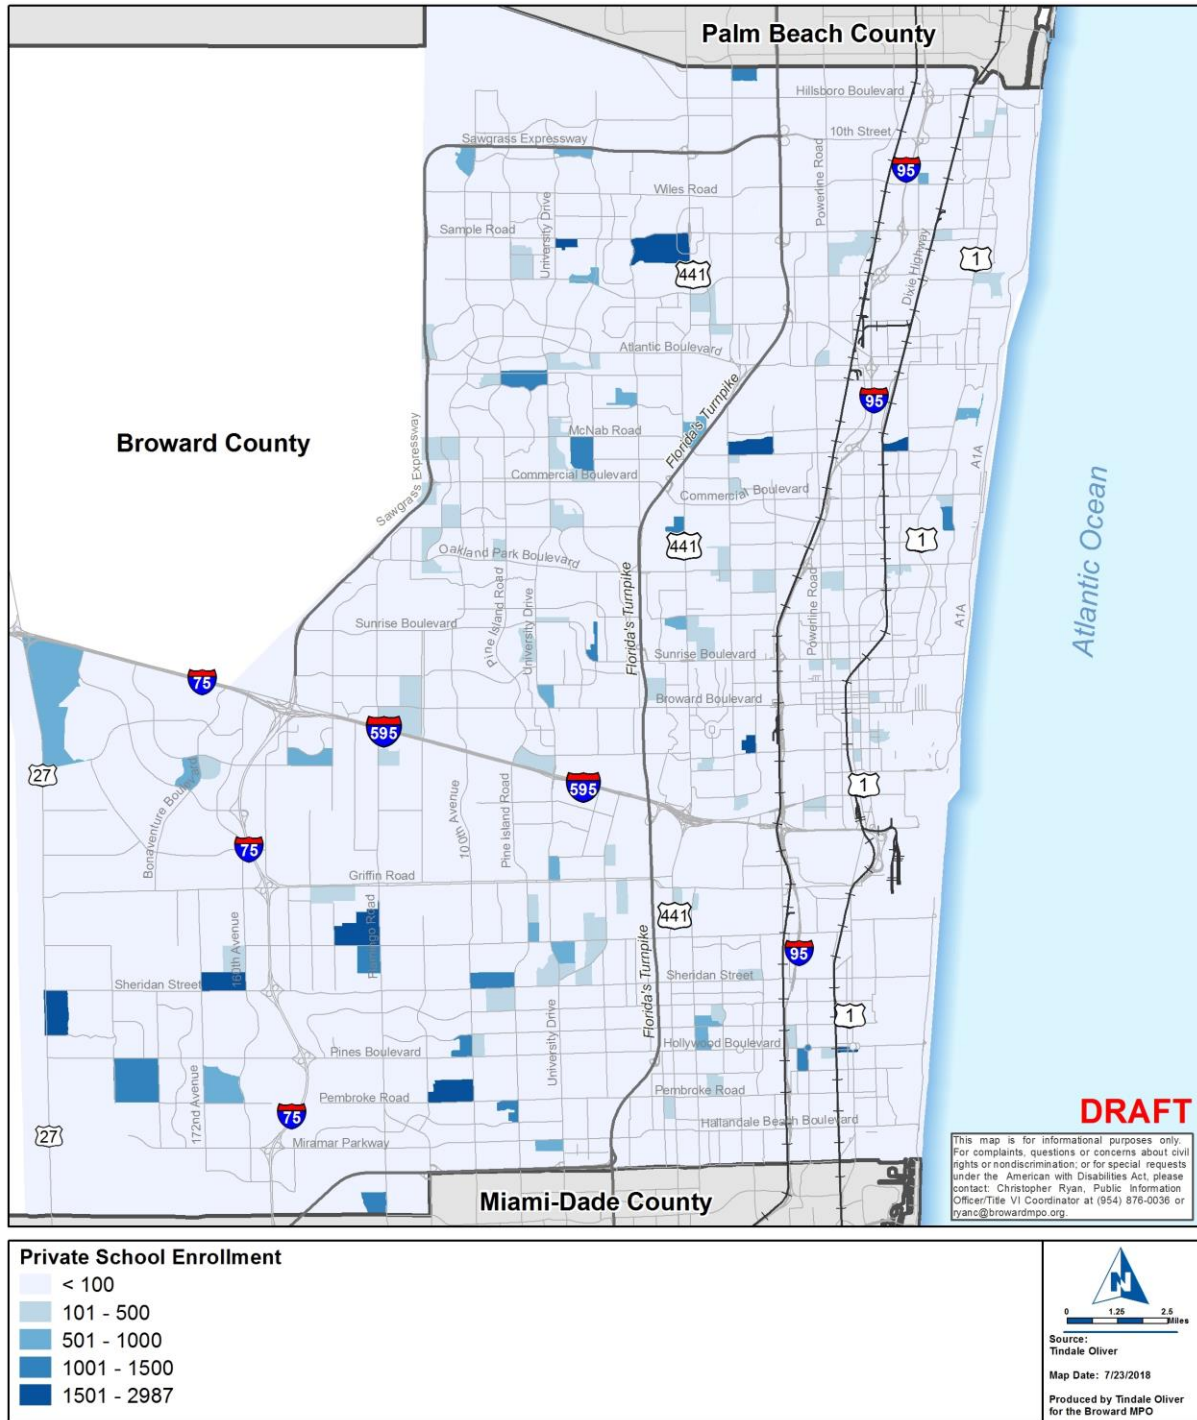 Palm Beach County
Hillsboro Boulevard
Sawgrass Expressway
10th Street
95
Powerline Road
Wiles Road
University Drive
Sample Road
441
1
Dixie Highway
Atlantic Boulevard
Florida's Turnpike
95
Broward County
McNab Road
Sawgrass Expressway
Commercial Boulevard
Commercial Boulevard
A1A
Atlantic Ocean
441
1
Oakland Park Boulevard
Pine Island Road
University Drive
Florida's Turnpike
Powerline Road
A1A
Sunrise Boulevard
Sunrise Boulevard
75
Broward Boulevard
595
27
Bonaventure Boulevard
595
1
100th Avenue
Pine Island Road
75
Griffin Road
441
160th Avenue
Flamingo Road
Florida's Turnpike
95
Sheridan Street
Sheridan Street
University Drive
1
Hollywood Boulevard
Pines Boulevard
172nd Avenue
Pembroke Road
Pembroke Road
75
Hallandale Beach Boulevard
27
Miramar Parkway
Miami-Dade County
DRAFT
This map is for informational purposes only.
For complaints, questions or concerns about civil
rights or nondiscrimination; or for special requests
under the American with Disabilities Act, please
contact: Christopher Ryan, Public Information
Officer/Title VI Coordinator at (954) 876-0036 or
ryanc@browardmpo.org.
Private School Enrollment
< 100
101 - 500
501 - 1000
1001 - 1500
1501 - 2987
N
0 1.25 2.5
Miles
Source:
Tindale Oliver
Map Date: 7/23/2018
Produced by Tindale Oliver
for the Broward MPO